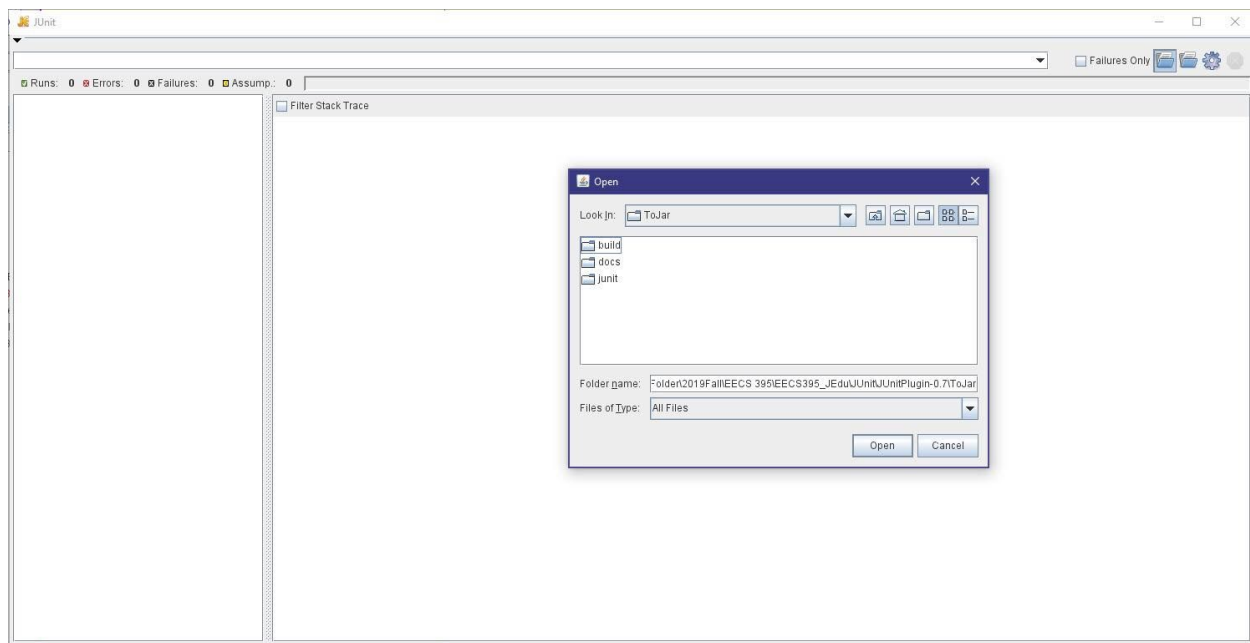 JUnit
Failures Only
Runs: 0 Errors: 0 Failures: 0 Assump.: 0
Filter Stack Trace
Open
Look In: ToJar
build
docs
junit
Folder name: Folder\2019Fall\EECS 395\EECS395_JEdu\JUnit\JUnitPlugin-0.7\ToJar
Files of Type: All Files
Open Cancel